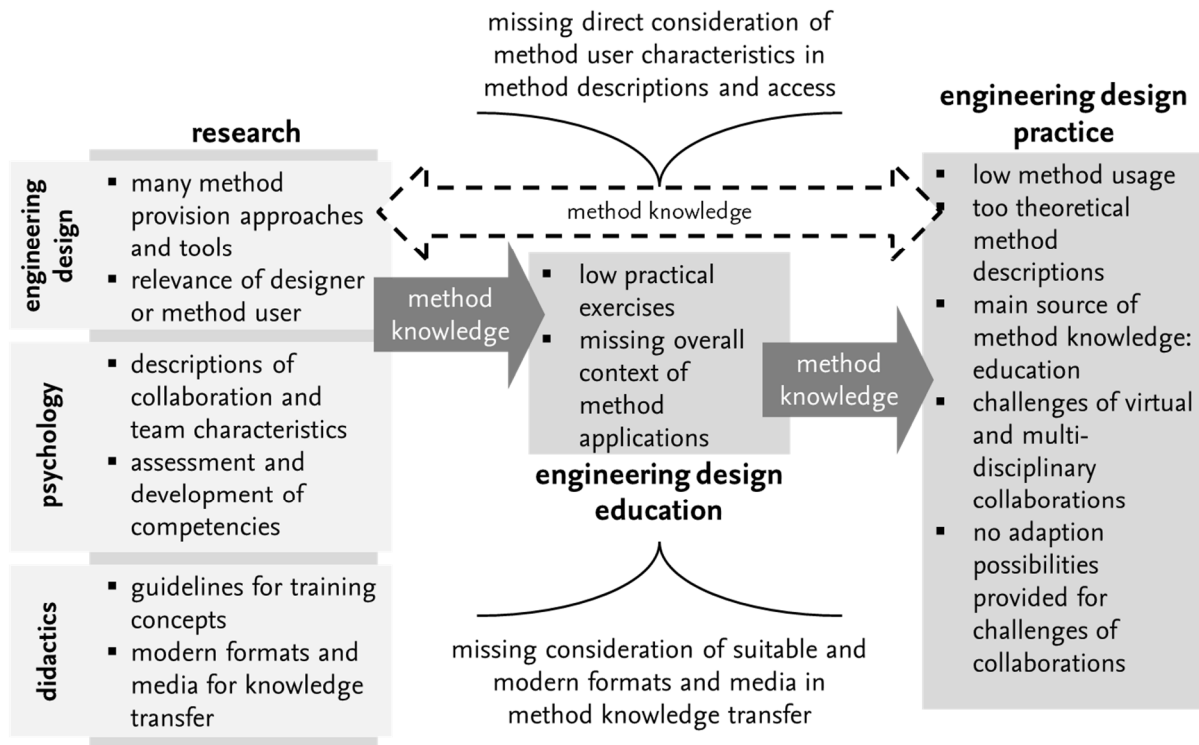 missing direct consideration of
method user characteristics in
method descriptions and access
research
engineering
design
▪ many method
provision approaches
and tools
▪ relevance of designer
or method user
psychology
▪ descriptions of
collaboration and
team characteristics
▪ assessment and
development of
competencies
didactics
▪ guidelines for training
concepts
▪ modern formats and
media for knowledge
transfer
method knowledge
method
knowledge
▪ low practical
exercises
▪ missing overall
context of
method
applications
engineering design
education
method
knowledge
missing consideration of suitable and
modern formats and media in
method knowledge transfer
engineering design
practice
▪ low method usage
▪ too theoretical
method
descriptions
▪ main source of
method knowledge:
education
▪ challenges of virtual
and multi-
disciplinary
collaborations
▪ no adaption
possibilities
provided for
challenges of
collaborations